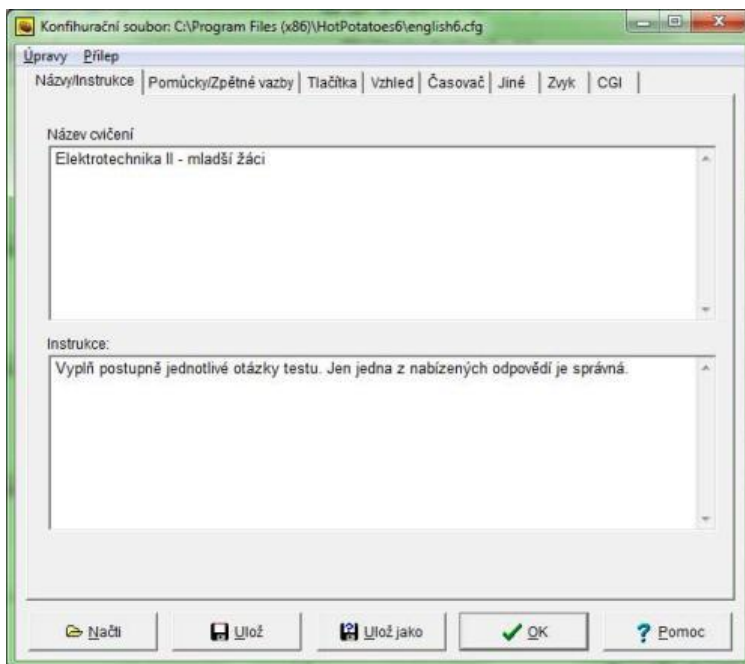 Konfihurační soubor: C:\Program Files (x86)\HotPotatoes6\english6.cfg
Úpravy Přilep
Názvy/Instrukce Pomůcky/Zpětné vazby Tlačítka Vzhled Časovač Jiné Zvyk CGI
Název cvičení
Elektrotechnika II - mladší žáci
Instrukce:
Vyplň postupně jednotlivé otázky testu. Jen jedna z nabízených odpovědí je správná.
Načti Ulož Ulož jako OK Pomoc